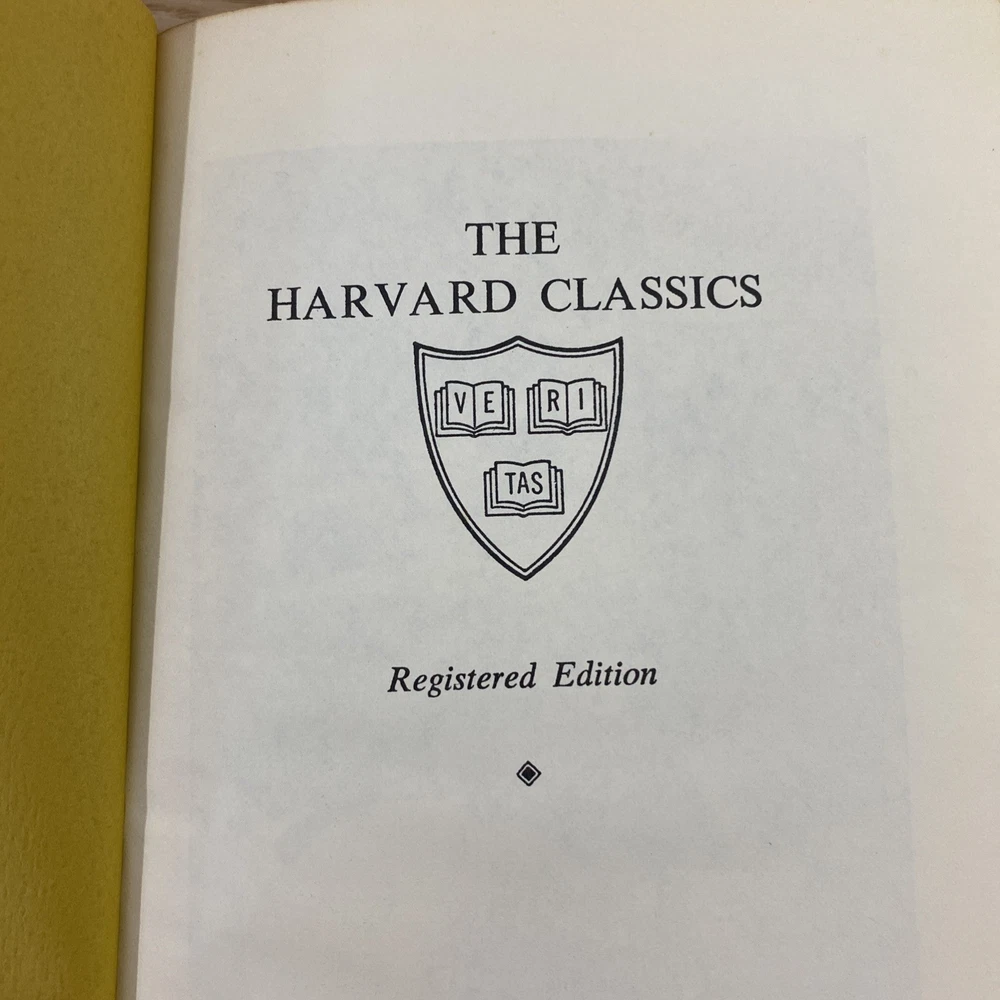 THE
HARVARD CLASSICS
VE RI
TAS
Registered Edition